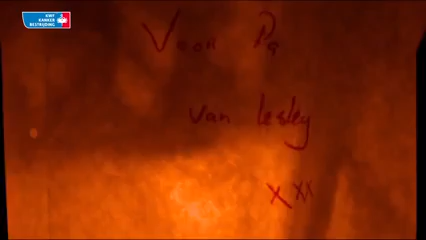 KWF
KANKER
BESTRIJDING
Voor Pa
van Lesley
xxx